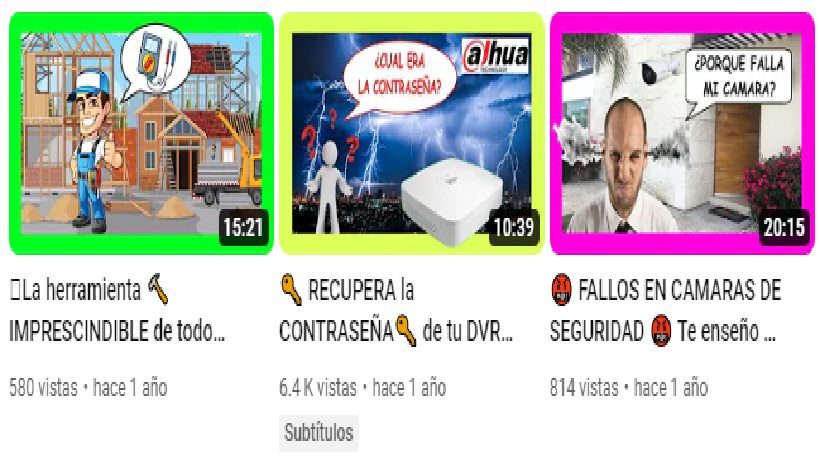 15:21
La herramienta 🔨
IMPRESCINDIBLE de todo...
580 vistas • hace 1 año
¿CUAL ERA
LA CONTRASEÑA?
alhua
TECHNOLOGY
10:39
🔑 RECUPERA la
CONTRASEÑA🔑 de tu DVR...
6.4 K vistas • hace 1 año
Subtítulos
¿PORQUE FALLA
MI CAMARA?
20:15
🤬 FALLOS EN CAMARAS DE
SEGURIDAD 🤬 Te enseño ...
814 vistas • hace 1 año